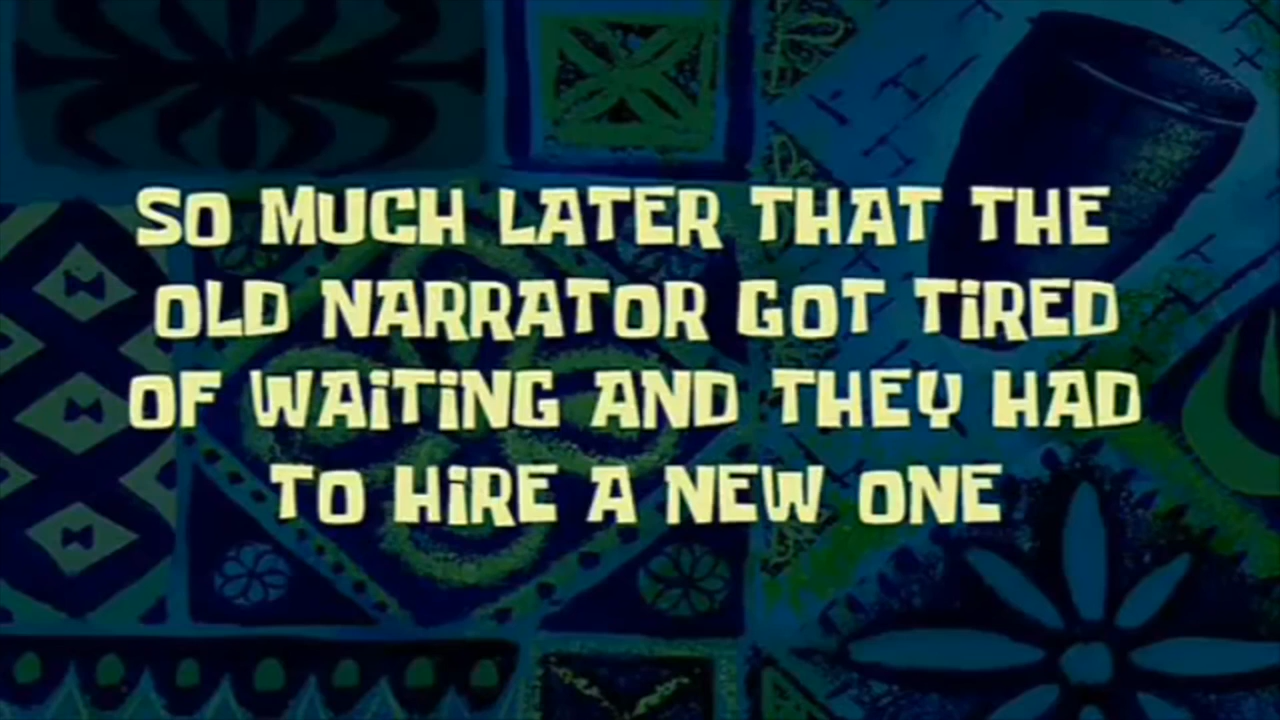 SO MUCH LATER THAT THE
OLD NARRATOR GOT TiRED
OF WAiTiNG AND THEY HAD
TO HiRE A NEW ONE